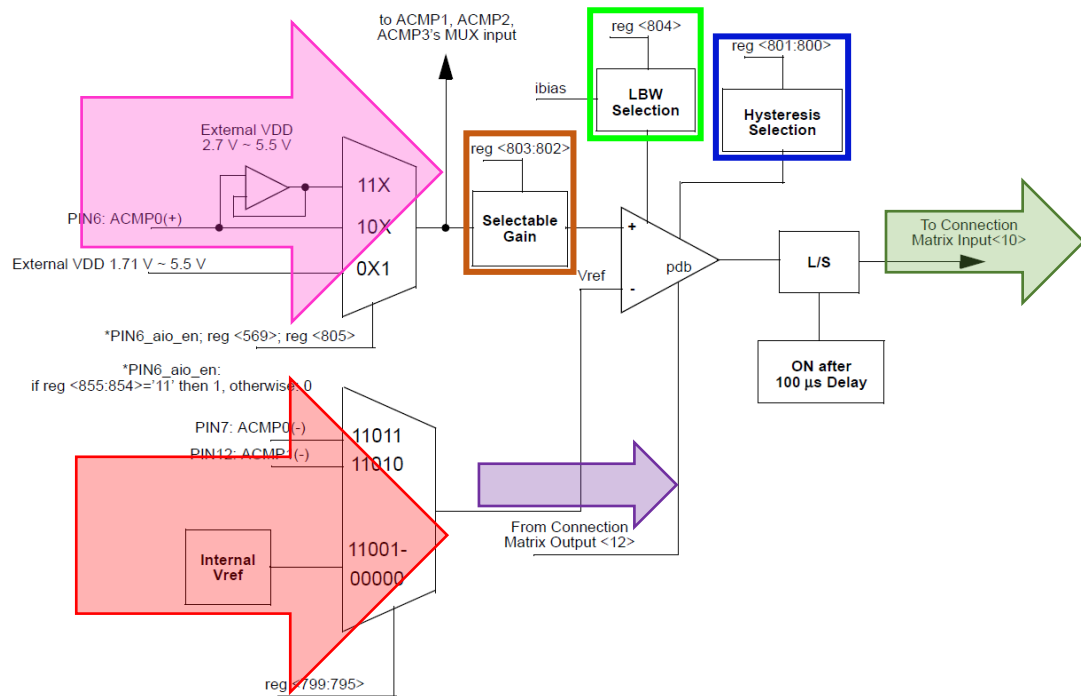 to ACMP1, ACMP2,
ACMP3's MUX input
reg <804>
reg <801:800>
ibias
LBW
Selection
Hysteresis
Selection
External VDD
2.7 V ~ 5.5 V
reg <803:802>
11X
PIN6: ACMP0(+)
10X
Selectable
Gain
+
To Connection
Matrix Input<10>
External VDD 1.71 V ~ 5.5 V
0X1
Vref
pdb
L/S
-
*PIN6_aio_en; reg <569>; reg <805>
*PIN6_aio_en:
if reg <855:854>='11' then 1, otherwise: 0
ON after
100 µs Delay
PIN7: ACMP0(-)
11011
PIN12: ACMP1(-)
11010
From Connection
Matrix Output <12>
Internal
Vref
11001-
00000
reg <799:795>